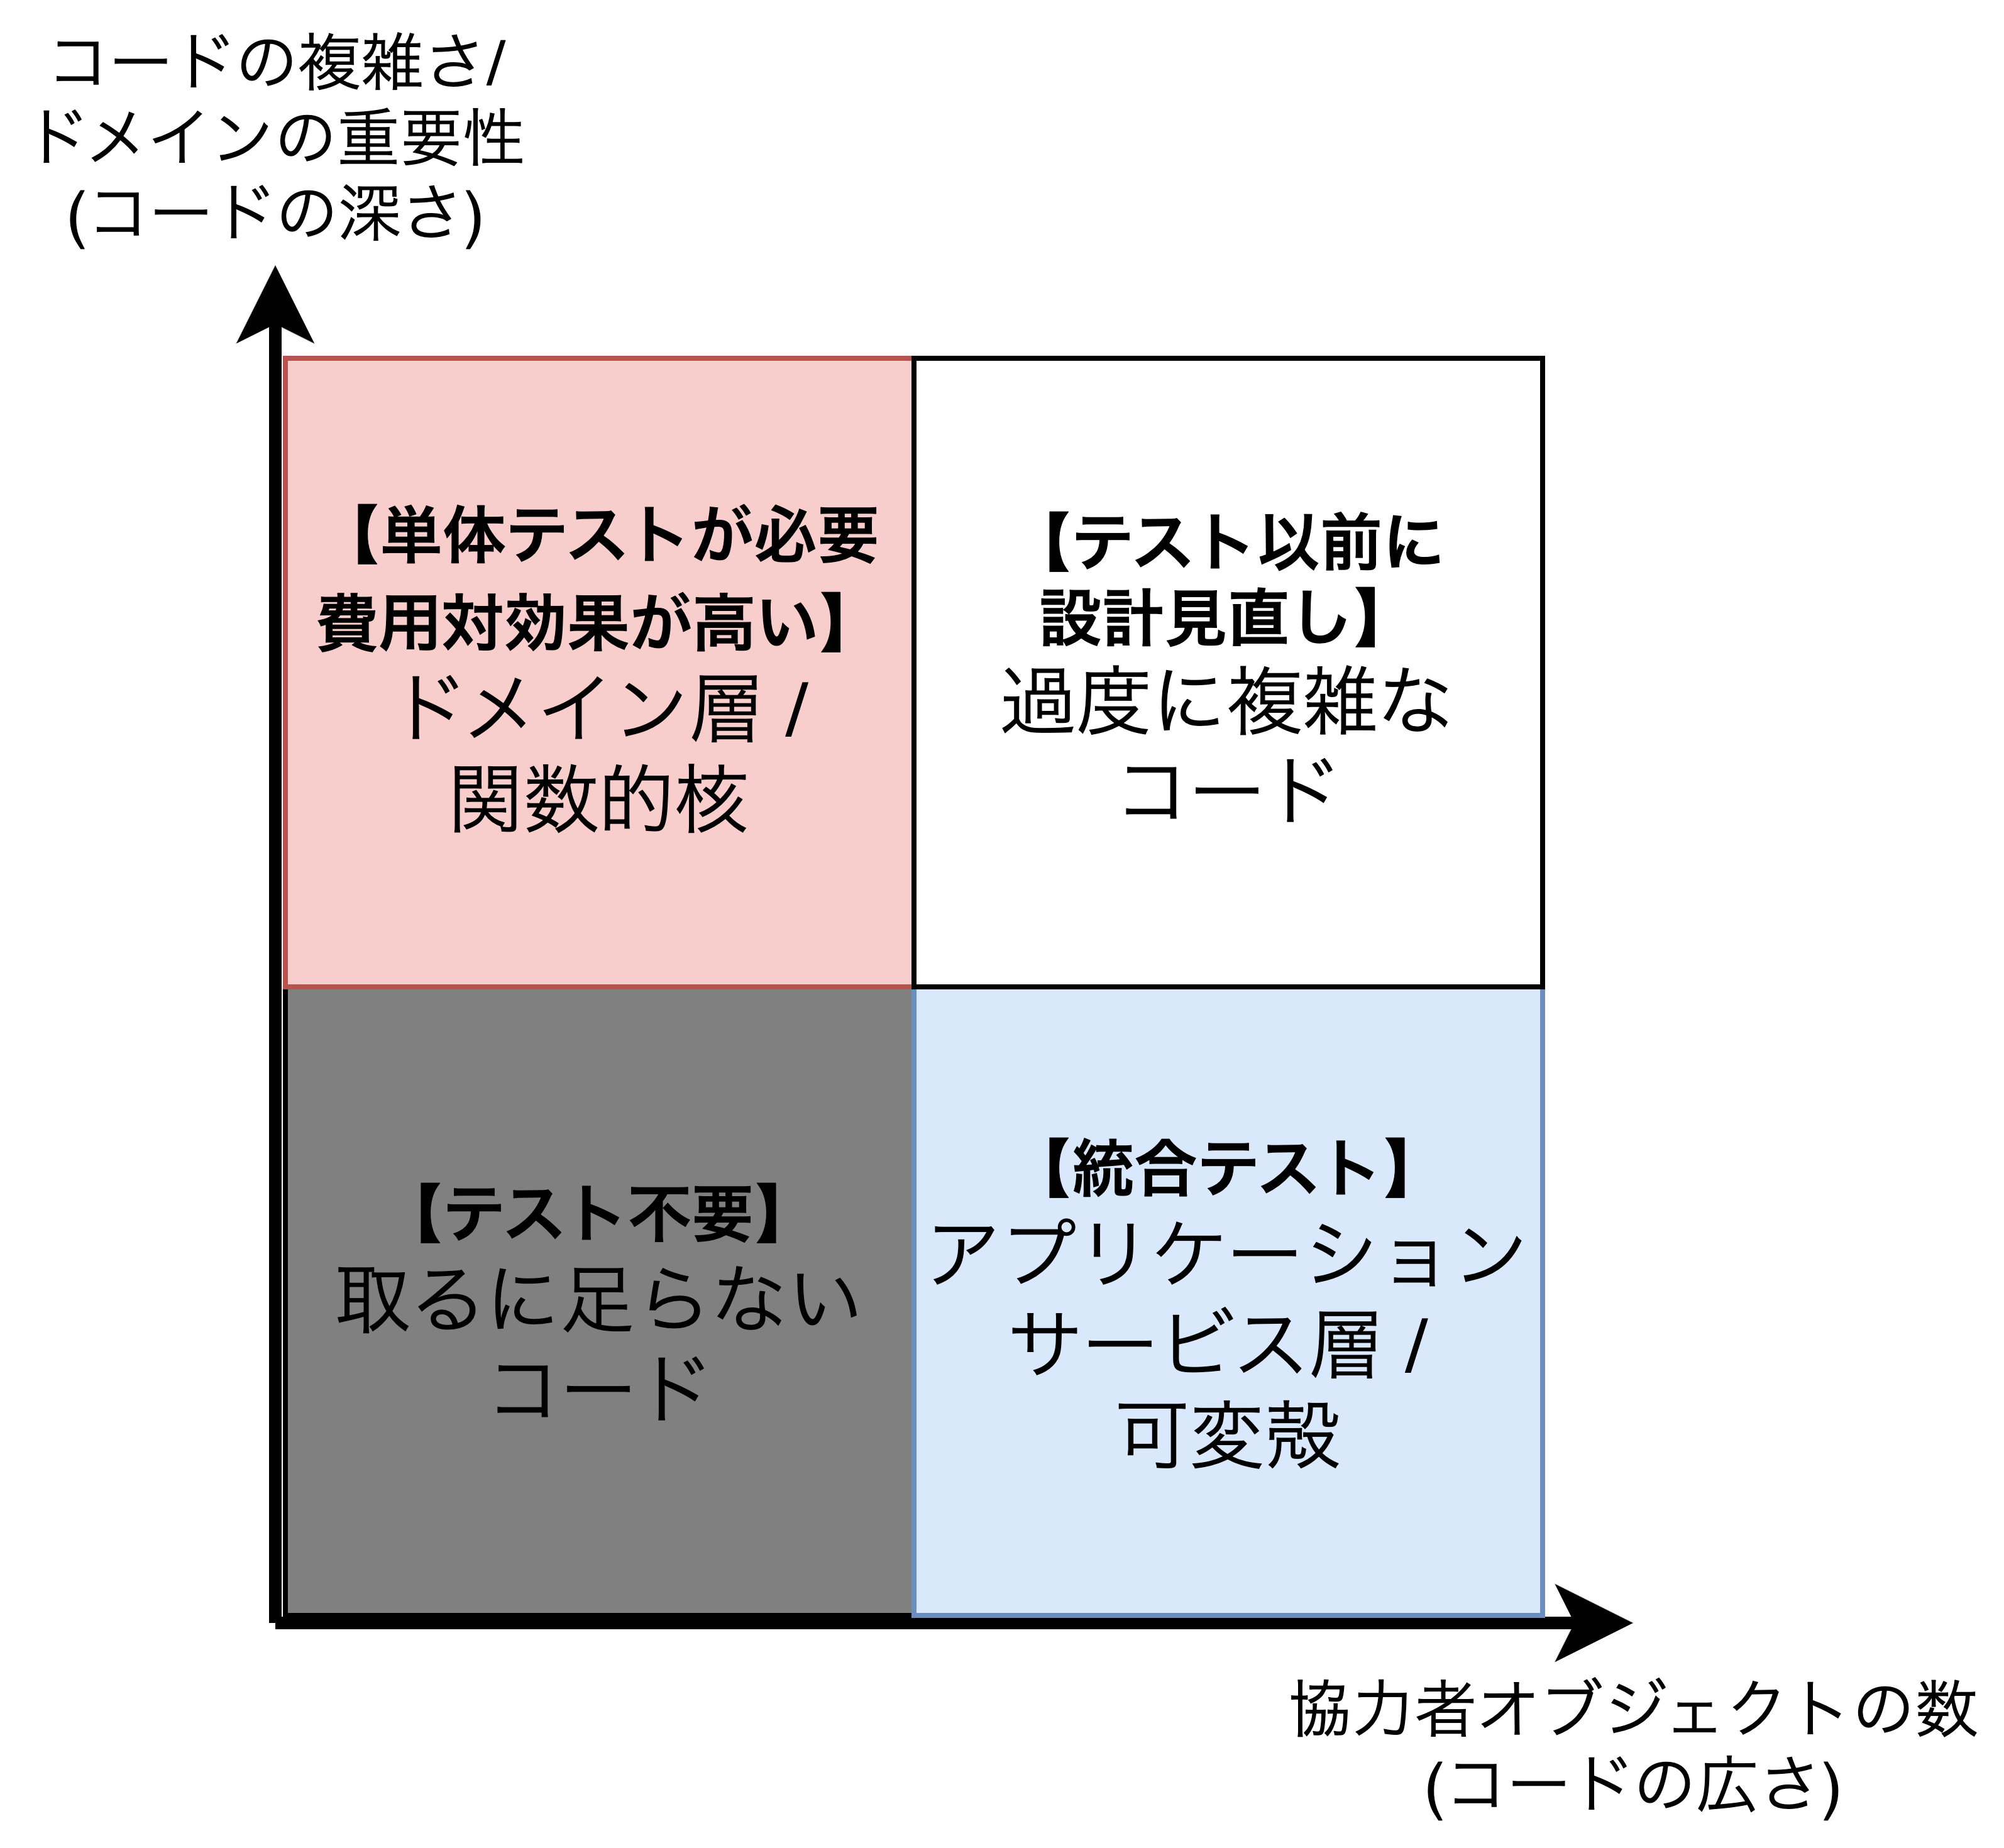 コードの複雑さ/
ドメインの重要性
(コードの深さ)
【単体テストが必要
費用対効果が高い】
ドメイン層 /
関数的核
【テスト以前に
設計見直し】
過度に複雑な
コード
【テスト不要】
取るに足らない
コード
【統合テスト】
アプリケーション
サービス層 /
可変殻
協力者オブジェクトの数
(コードの広さ)